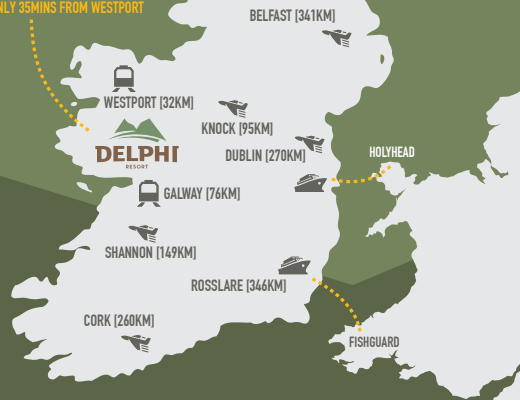 NLY 35MINS FROM WESTPORT
BELFAST [341KM]
WESTPORT [32KM]
KNOCK [95KM]
DELPHI
RESORT
DUBLIN [270KM]
HOLYHEAD
GALWAY [76KM]
SHANNON [149KM]
ROSSLARE [346KM]
CORK [260KM]
FISHGUARD